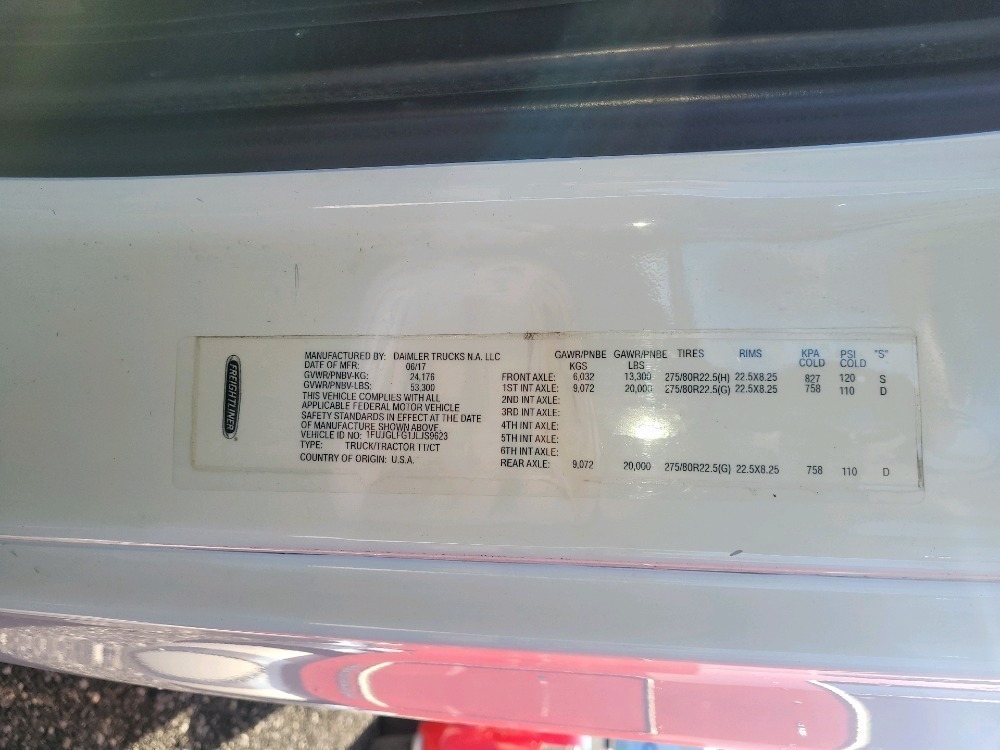 FREIGHTLINER
MANUFACTURED BY: DAIMLER TRUCKS N.A. LLC
DATE OF MFR: 06/17
GVWR/PNBV-KG: 24,176
GVWR/PNBV-LBS: 53,300
THIS VEHICLE COMPLIES WITH ALL
APPLICABLE FEDERAL MOTOR VEHICLE
SAFETY STANDARDS IN EFFECT AT THE DATE
OF MANUFACTURE SHOWN ABOVE.
VEHICLE ID NO: 1FUJGLFG1JLJS9623
TYPE: TRUCK/TRACTOR TT/CT
COUNTRY OF ORIGIN: U.S.A.
GAWR/PNBE GAWR/PNBE TIRES RIMS KPA PSI "S"
KGS LBS COLD COLD
FRONT AXLE: 6,032 13,300 275/80R22.5(H) 22.5X8.25 827 120 S
1ST INT AXLE: 9,072 20,000 275/80R22.5(G) 22.5X8.25 758 110 D
2ND INT AXLE:
3RD INT AXLE:
4TH INT AXLE:
5TH INT AXLE:
6TH INT AXLE:
REAR AXLE: 9,072 20,000 275/80R22.5(G) 22.5X8.25 758 110 D